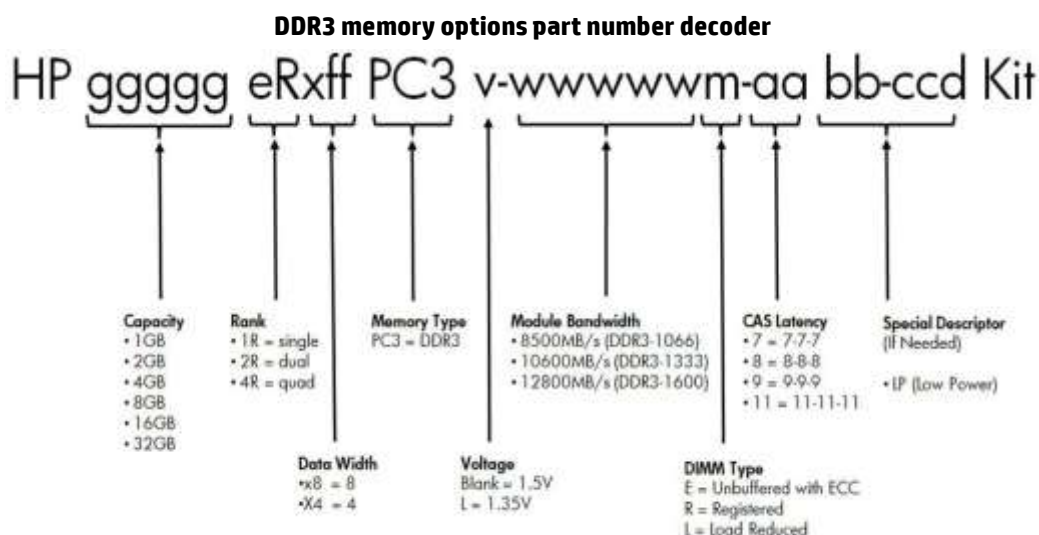 DDR3 memory options part number decoder
HP ggggg eRxff PC3 v-wwwwwm-aa bb-ccd Kit
Capacity
• 1GB
• 2GB
• 4GB
• 8GB
• 16GB
• 32GB
Rank
• 1R = single
• 2R = dual
• 4R = quad
Memory Type
PC3 = DDR3
Module Bandwidth
• 8500MB/s (DDR3-1066)
• 10600MB/s (DDR3-1333)
• 12800MB/s (DDR3-1600)
CAS Latency
• 7 = 7-7-7
• 8 = 8-8-8
• 9 = 9-9-9
• 11 = 11-11-11
Special Descriptor
(If Needed)
• LP (Low Power)
Data Width
•x8 = 8
•X4 = 4
Voltage
Blank = 1.5V
L = 1.35V
DIMM Type
E = Unbuffered with ECC
R = Registered
L = Load Reduced